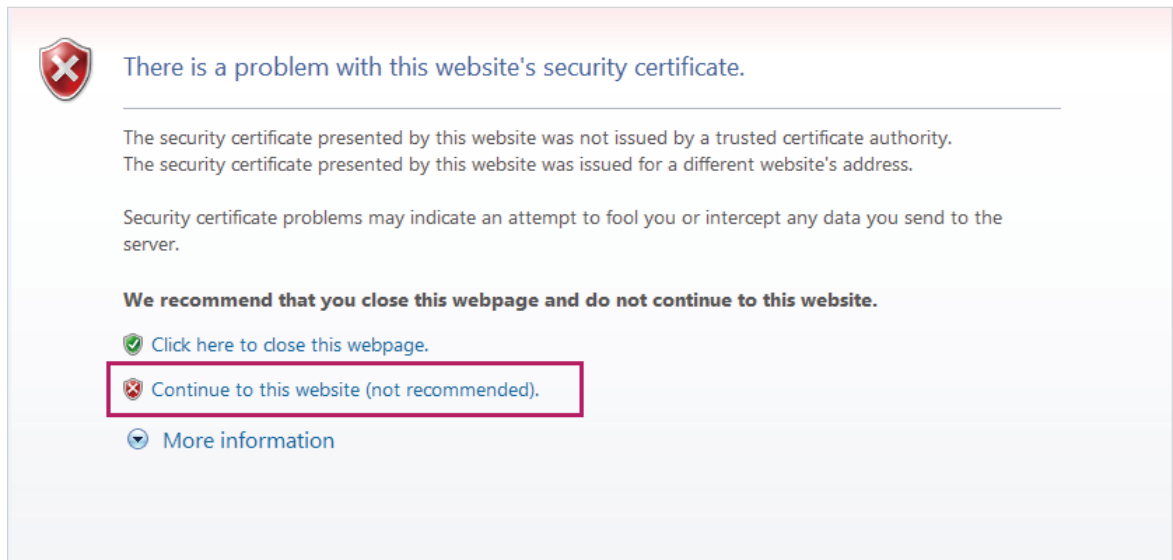 There is a problem with this website's security certificate.
The security certificate presented by this website was not issued by a trusted certificate authority.
The security certificate presented by this website was issued for a different website's address.
Security certificate problems may indicate an attempt to fool you or intercept any data you send to the
server.
We recommend that you close this webpage and do not continue to this website.
Click here to close this webpage.
Continue to this website (not recommended).
More information